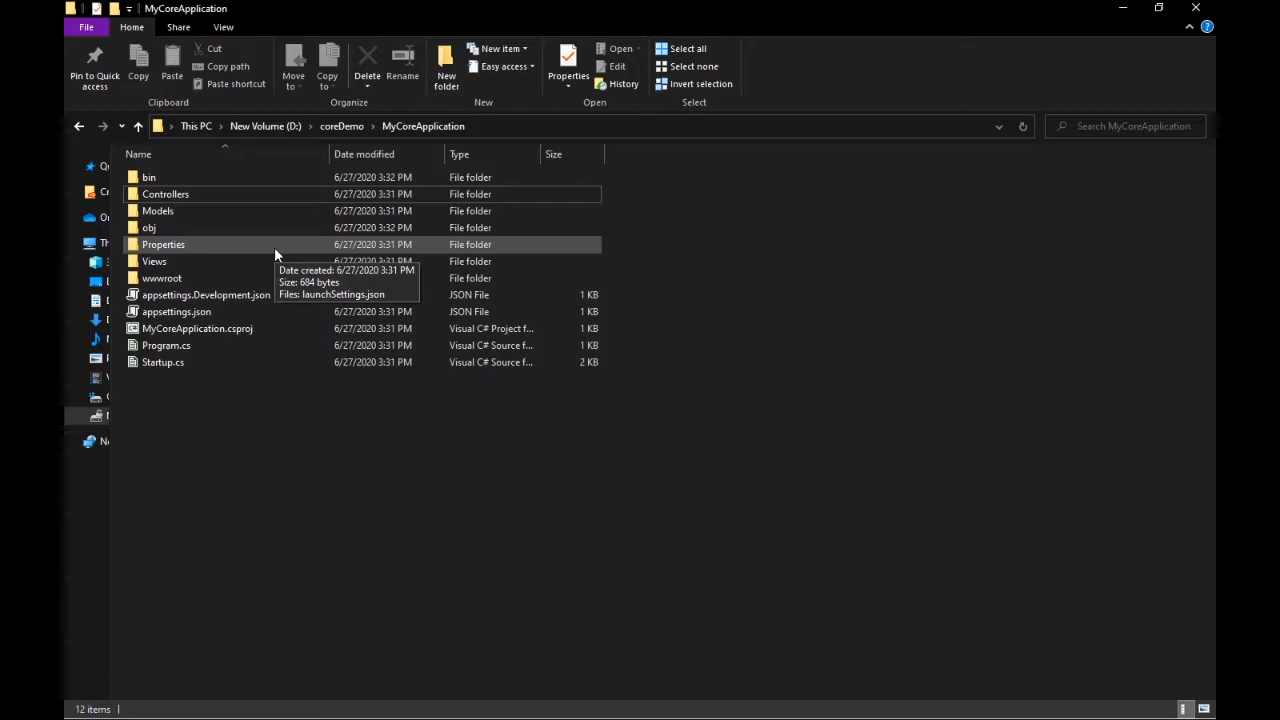 MyCoreApplication
File Home Share View
Pin to Quick access
Copy
Paste
Cut
Copy path
Paste shortcut
Move to
Copy to
Delete
Rename
New folder
New item
Easy access
Properties
Open
Edit
History
Select all
Select none
Invert selection
Clipboard Organize New Open Select
This PC > New Volume (D:) > coreDemo > MyCoreApplication
Search MyCoreApplication
Name Date modified Type Size
bin 6/27/2020 3:32 PM File folder
Controllers 6/27/2020 3:31 PM File folder
Models 6/27/2020 3:31 PM File folder
obj 6/27/2020 3:32 PM File folder
Properties 6/27/2020 3:31 PM File folder
Views 6/27/2020 3:31 PM File folder
wwwroot File folder
appsettings.Development.json JSON File 1 KB
appsettings.json 6/27/2020 3:31 PM JSON File 1 KB
MyCoreApplication.csproj 6/27/2020 3:31 PM Visual C# Project f... 1 KB
Program.cs 6/27/2020 3:31 PM Visual C# Source f... 1 KB
Startup.cs 6/27/2020 3:31 PM Visual C# Source f... 2 KB
Date created: 6/27/2020 3:31 PM
Size: 684 bytes
Files: launchSettings.json
12 items